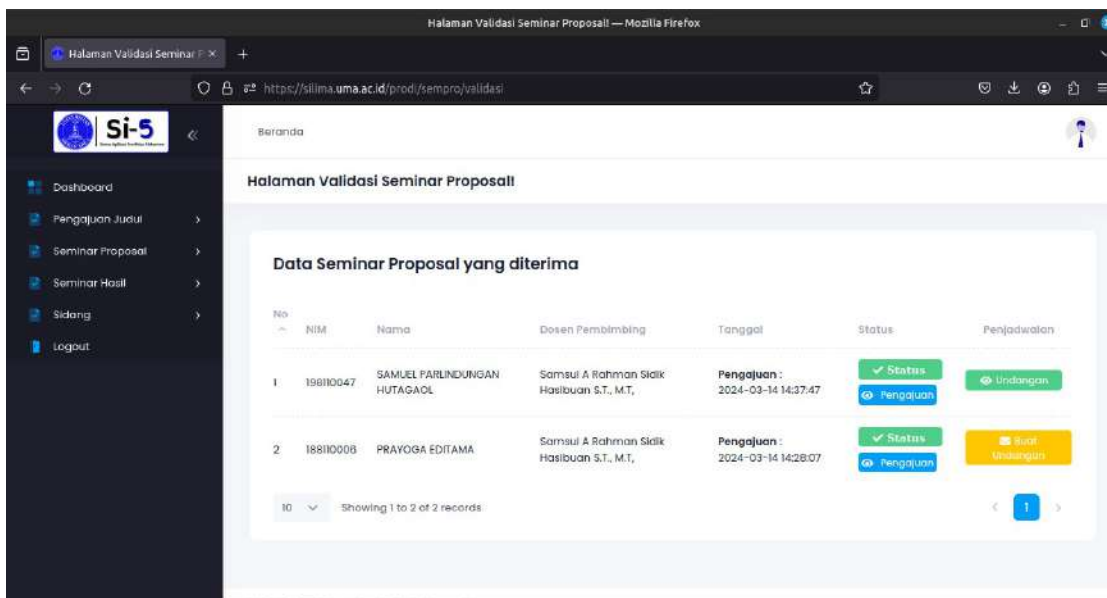 Halaman Validasi Seminar Proposal! — Mozilla Firefox
Halaman Validasi Seminar P
https://silima.uma.ac.id/prodi/sempro/validasi
Si-5
Beranda
Halaman Validasi Seminar Proposal!
Dashboard
Pengajuan Judul
Seminar Proposal
Seminar Hasil
Sidang
Logout
Data Seminar Proposal yang diterima
No NIM Nama Dosen Pembimbing Tanggal Status Penjadwalan
1 198110047 SAMUEL PARLINDUNGAN HUTAGAOL Samsul A Rahman Sidik Hasibuan S.T., M.T, Pengajuan : 2024-03-14 14:37:47 Status Pengajuan Undangan
2 188110006 PRAYOGA EDITAMA Samsul A Rahman Sidik Hasibuan S.T., M.T, Pengajuan : 2024-03-14 14:28:07 Status Pengajuan Buat Undangan
10 Showing 1 to 2 of 2 records 1